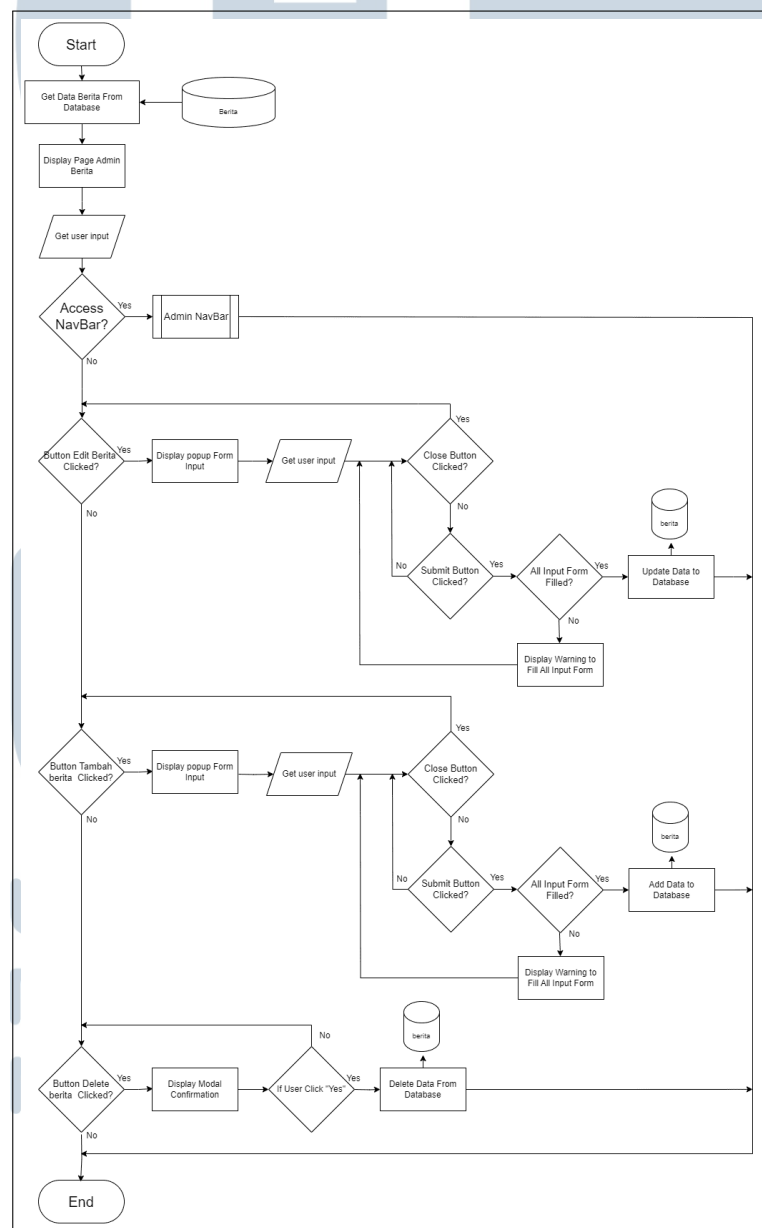 Start
Get Data Berita From
Database
Berita
Display Page Admin
Berita
Get user input
Access
NavBar?
Yes
Admin NavBar
No
Yes
Button Edit Berita
Clicked?
Yes
Display popup Form
Input
Get user input
Close Button
Clicked?
No
No
berita
Submit Button
Clicked?
No
Yes
All Input Form
Filled?
Yes
Update Data to
Database
No
Display Warning to
Fill All Input Form
Yes
Button Tambah
berita Clicked?
Yes
Display popup Form
Input
Get user input
Close Button
Clicked?
No
No
berita
Submit Button
Clicked?
No
Yes
All Input Form
Filled?
Yes
Add Data to
Database
No
Display Warning to
Fill All Input Form
No
berita
Button Delete
berita Clicked?
Yes
Display Modal
Confirmation
If User Click "Yes"
Yes
Delete Data From
Database
No
End